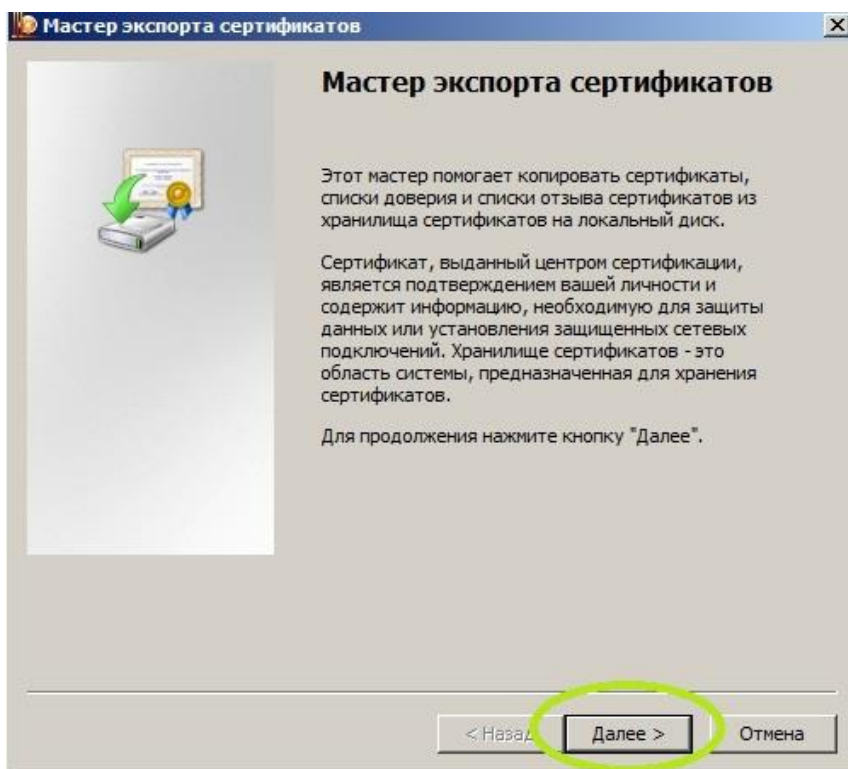 Мастер экспорта сертификатов
Мастер экспорта сертификатов
Этот мастер помогает копировать сертификаты,
списки доверия и списки отзыва сертификатов из
хранилища сертификатов на локальный диск.
Сертификат, выданный центром сертификации,
является подтверждением вашей личности и
содержит информацию, необходимую для защиты
данных или установления защищенных сетевых
подключений. Хранилище сертификатов - это
область системы, предназначенная для хранения
сертификатов.
Для продолжения нажмите кнопку "Далее".
< Назад Далее > Отмена